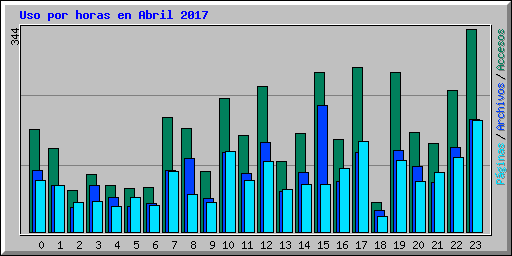 Uso por horas en Abril 2017
344
Páginas / Archivos / Accesos
0 1 2 3 4 5 6 7 8 9 10 11 12 13 14 15 16 17 18 19 20 21 22 23